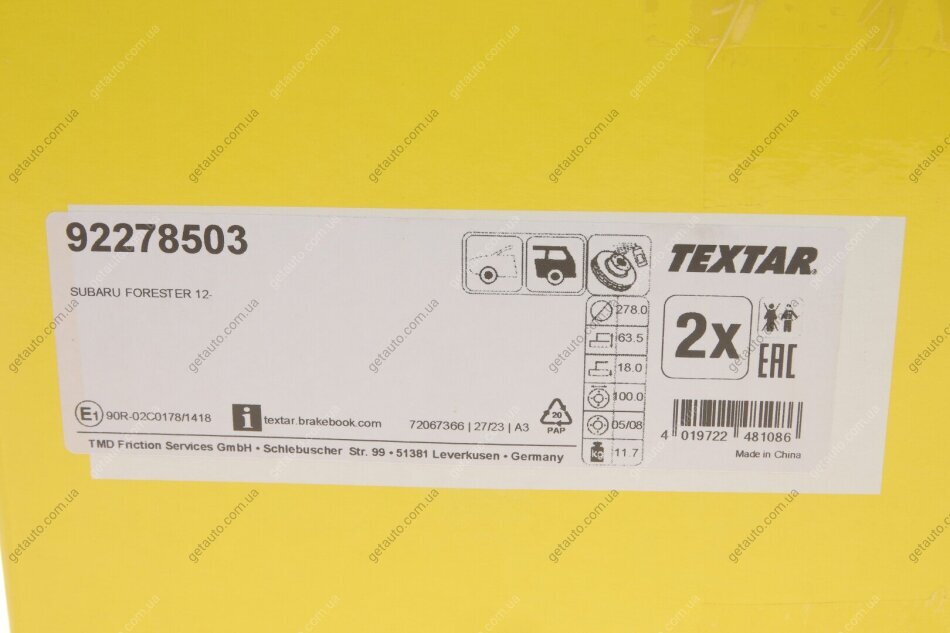 92278503
SUBARU FORESTER 12-
TEXTAR®
2x
EAC
278.0
63.5
18.0
100.0
05/08
kg 11.7
E1 90R-02C0178/1418
i textar.brakebook.com
72067366 | 27/23 | A3
20
PAP
TMD Friction Services GmbH • Schlebuscher Str. 99 • 51381 Leverkusen • Germany
4 019722 481086
Made in China
getauto.com.ua